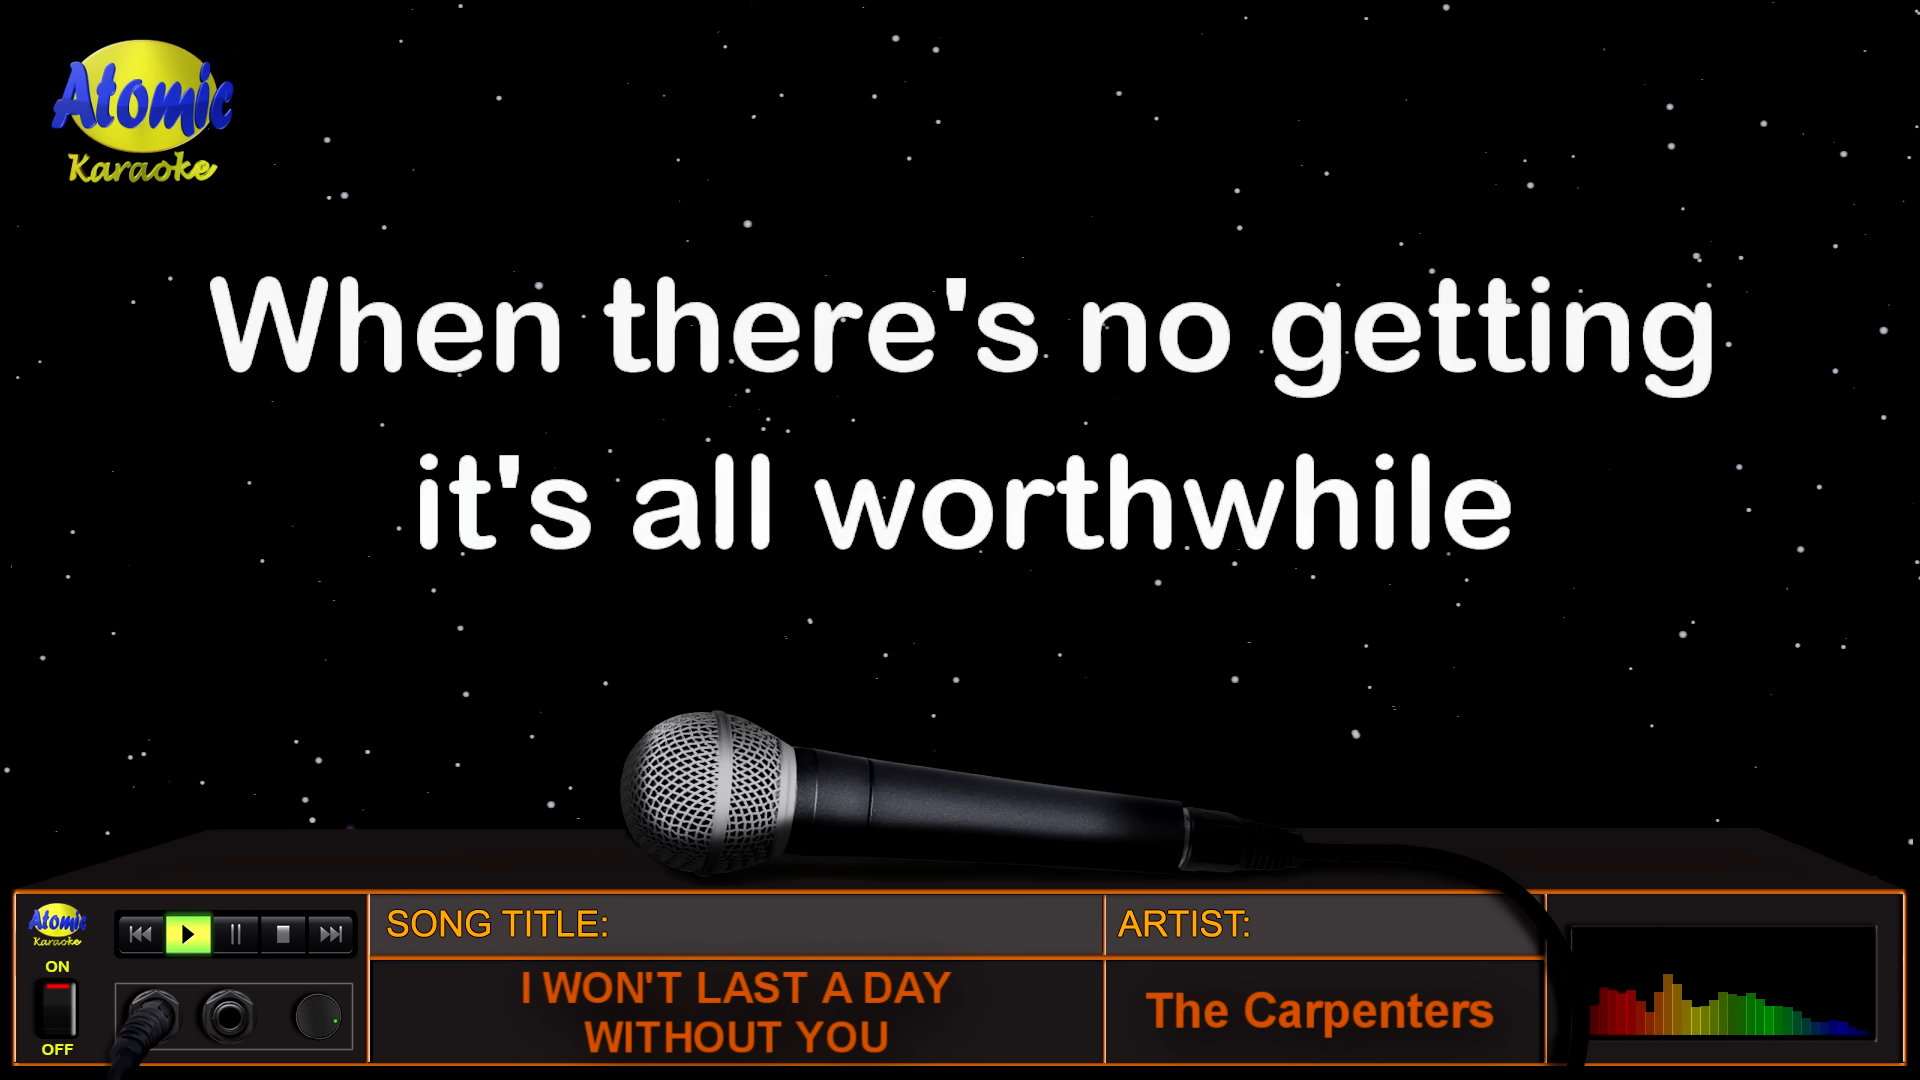 Atomic
Karaoke
When there's no getting
it's all worthwhile
Atomic
Karaoke
ON
OFF
SONG TITLE:
I WON'T LAST A DAY
WITHOUT YOU
ARTIST:
The Carpenters